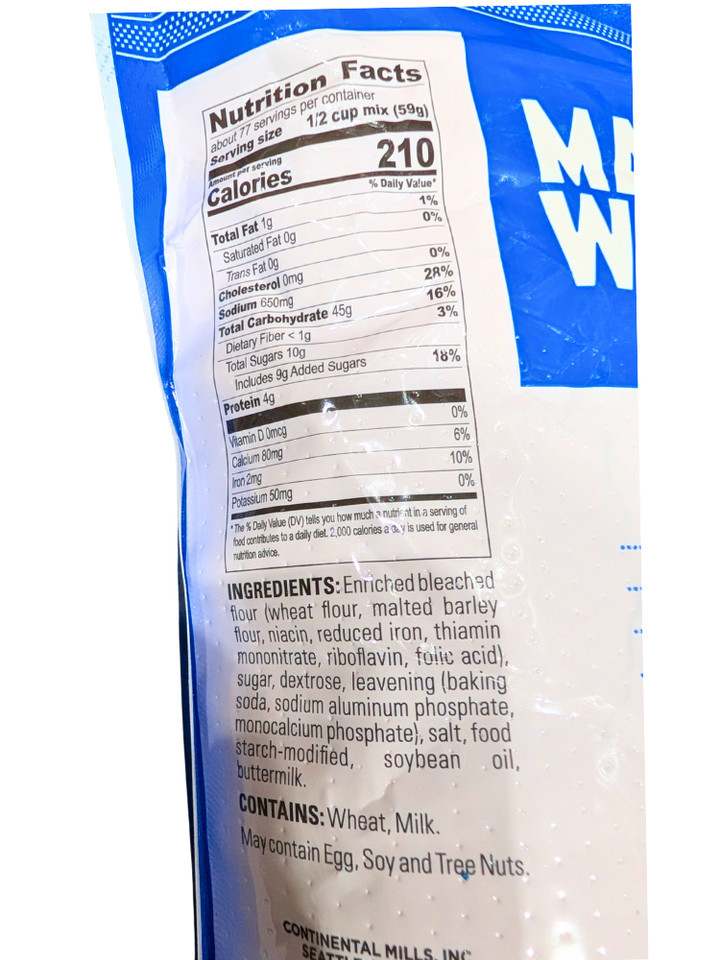 Nutrition Facts
about 77 servings per container
Serving size 1/2 cup mix (59g)
Amount per serving
Calories 210
% Daily Value*
Total Fat 1g 1%
Saturated Fat 0g 0%
Trans Fat 0g
Cholesterol 0mg 0%
Sodium 650mg 28%
Total Carbohydrate 45g 16%
Dietary Fiber < 1g 3%
Total Sugars 10g
Includes 9g Added Sugars 18%
Protein 4g
Vitamin D 0mcg 0%
Calcium 80mg 6%
Iron 2mg 10%
Potassium 50mg 0%
*The % Daily Value (DV) tells you how much a nutrient in a serving of
food contributes to a daily diet. 2,000 calories a day is used for general
nutrition advice.
INGREDIENTS: Enriched bleached
flour (wheat flour, malted barley
flour, niacin, reduced iron, thiamin
mononitrate, riboflavin, folic acid),
sugar, dextrose, leavening (baking
soda, sodium aluminum phosphate,
monocalcium phosphate), salt, food
starch-modified, soybean oil,
buttermilk.
CONTAINS: Wheat, Milk.
May contain Egg, Soy and Tree Nuts.
CONTINENTAL MILLS, INC
W